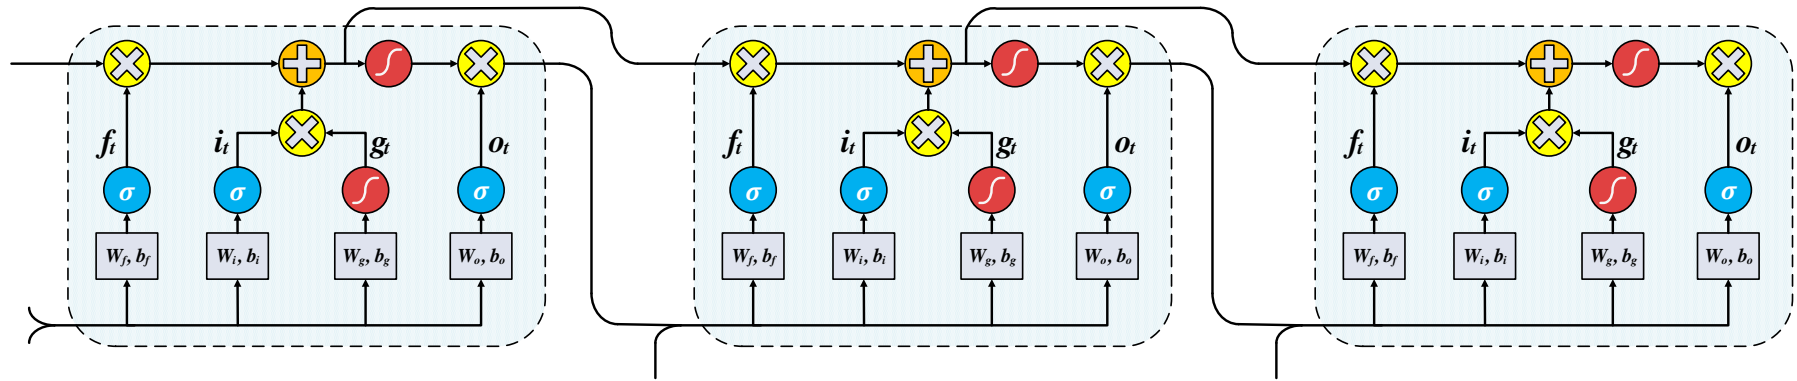 f_t i_t g_t o_t f_t i_t g_t o_t f_t i_t g_t o_t
σ σ σ σ σ σ σ σ σ
W_f, b_f W_i, b_i W_g, b_g W_o, b_o W_f, b_f W_i, b_i W_g, b_g W_o, b_o W_f, b_f W_i, b_i W_g, b_g W_o, b_o